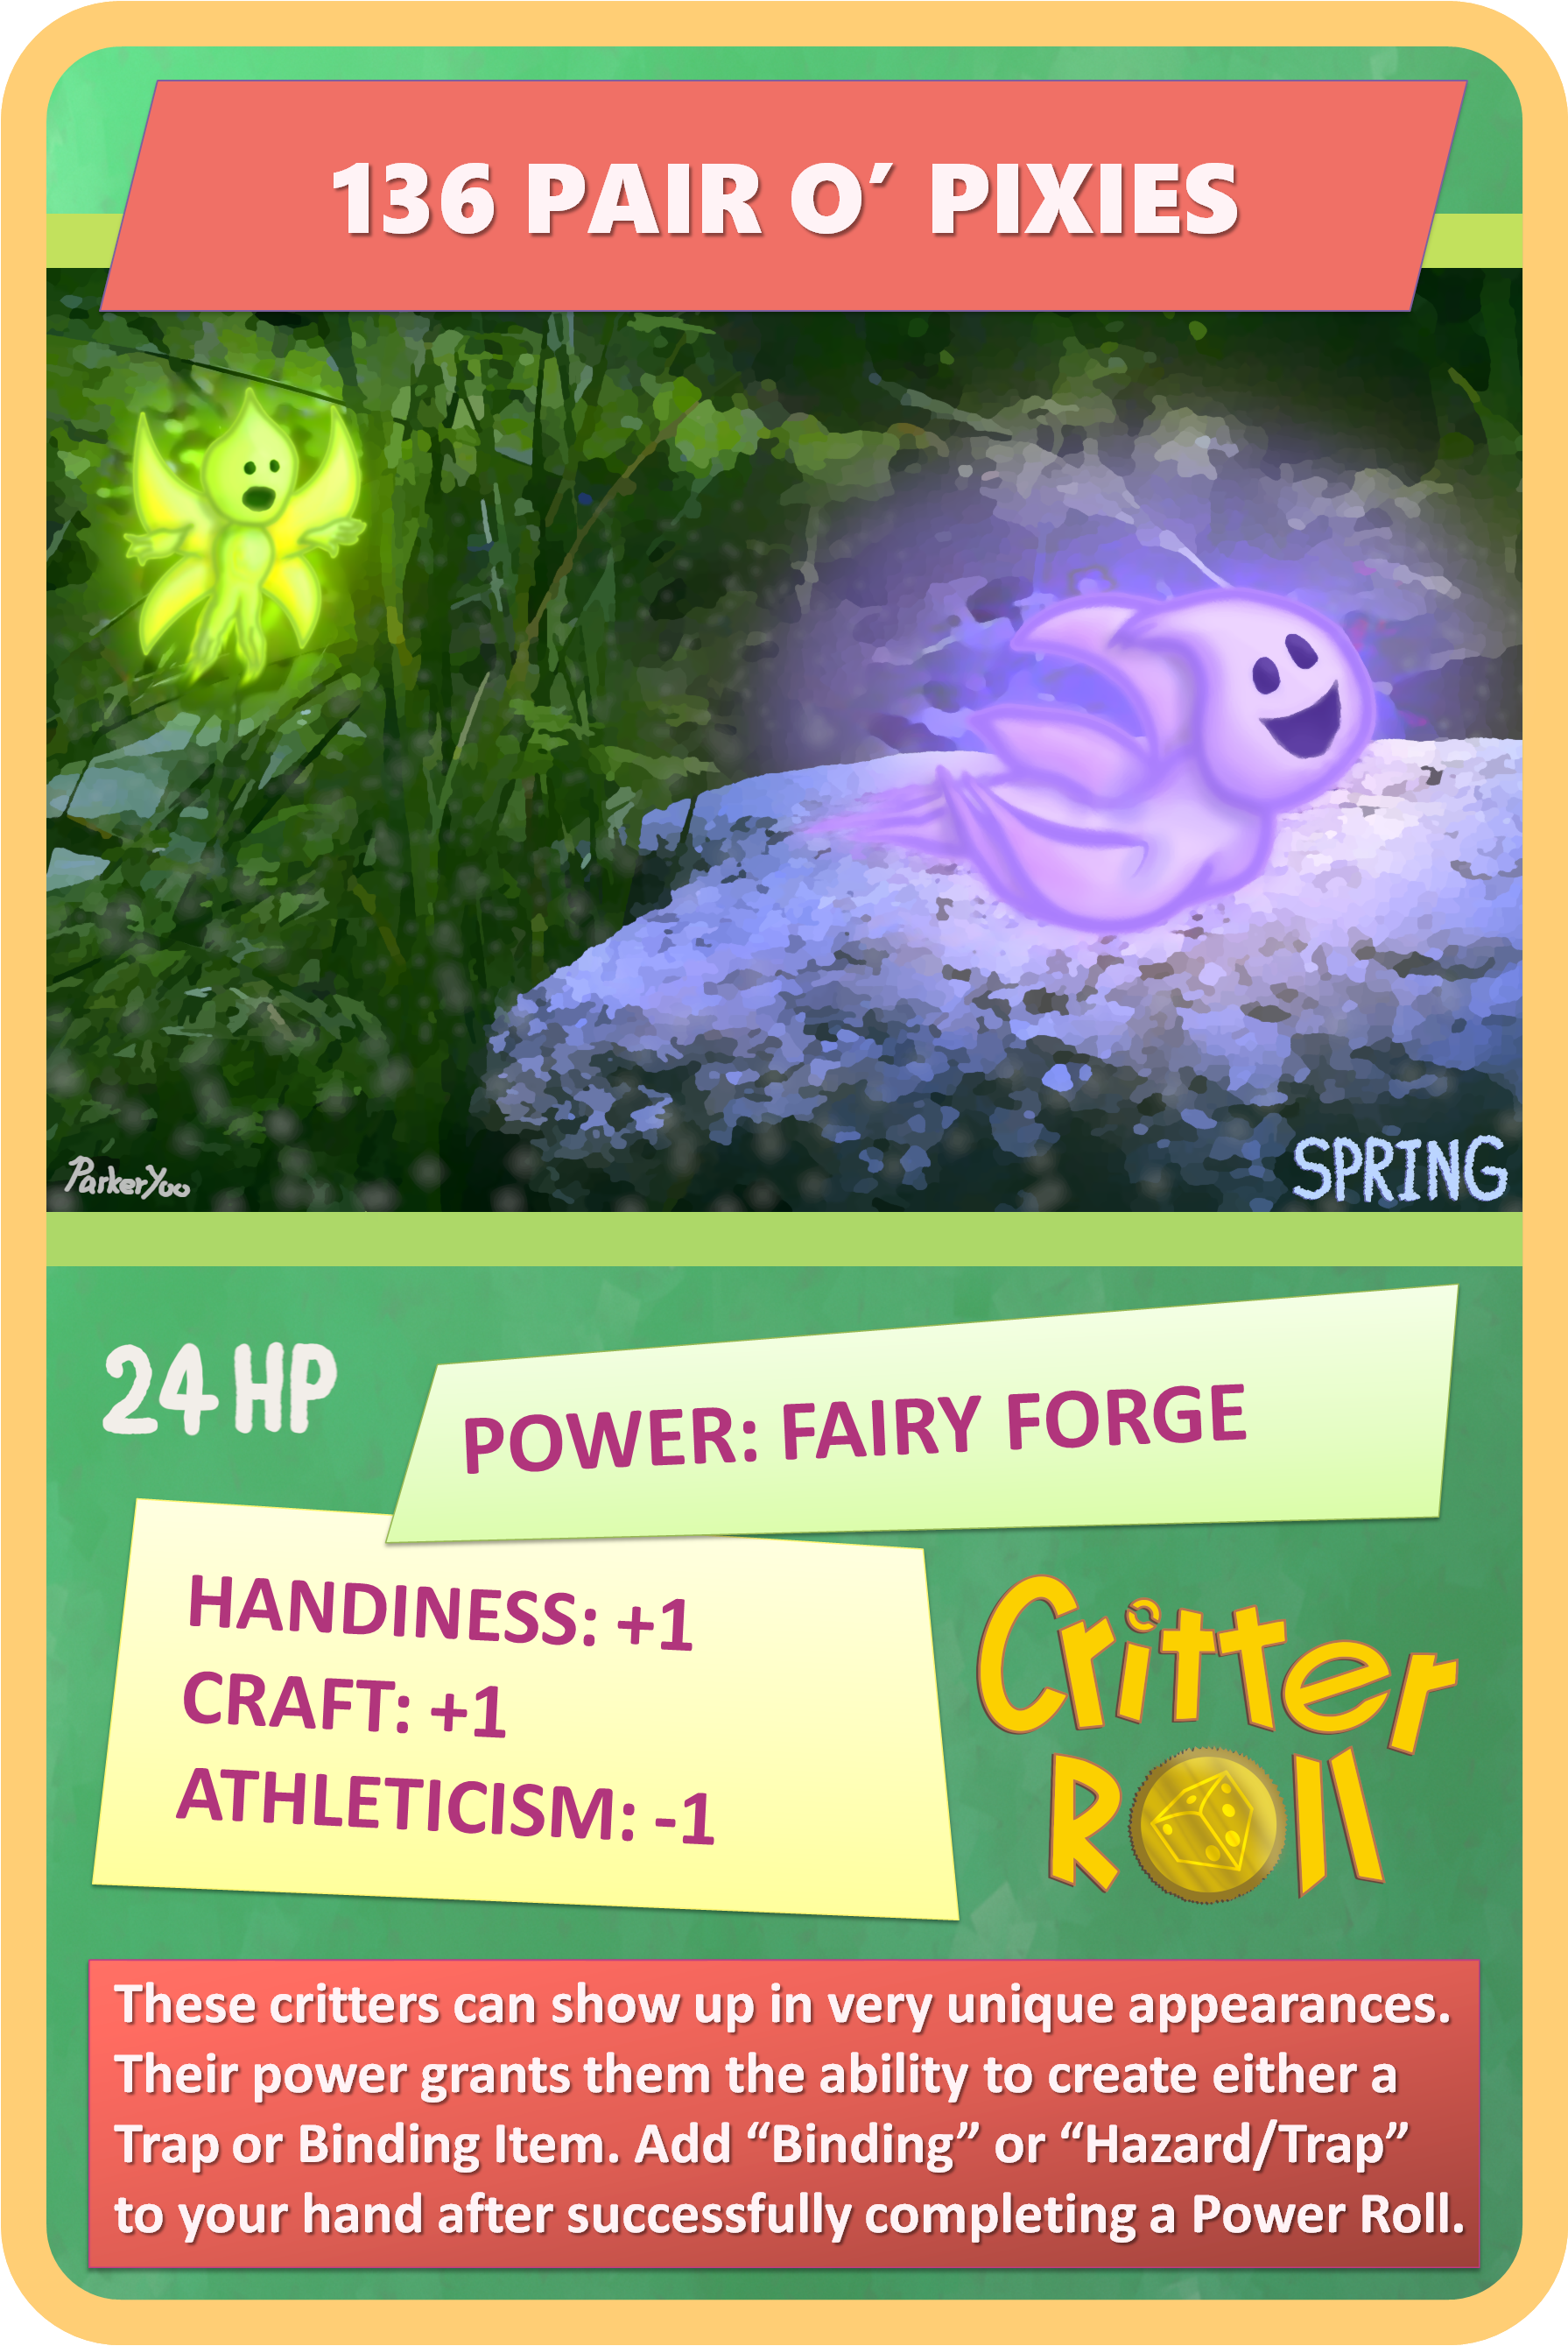 136 PAIR O’ PIXIES
ParkerYoo
SPRING
24 HP
POWER: FAIRY FORGE
HANDINESS: +1
CRAFT: +1
ATHLETICISM: -1
Critter
Roll
These critters can show up in very unique appearances.
Their power grants them the ability to create either a
Trap or Binding Item. Add “Binding” or “Hazard/Trap”
to your hand after successfully completing a Power Roll.